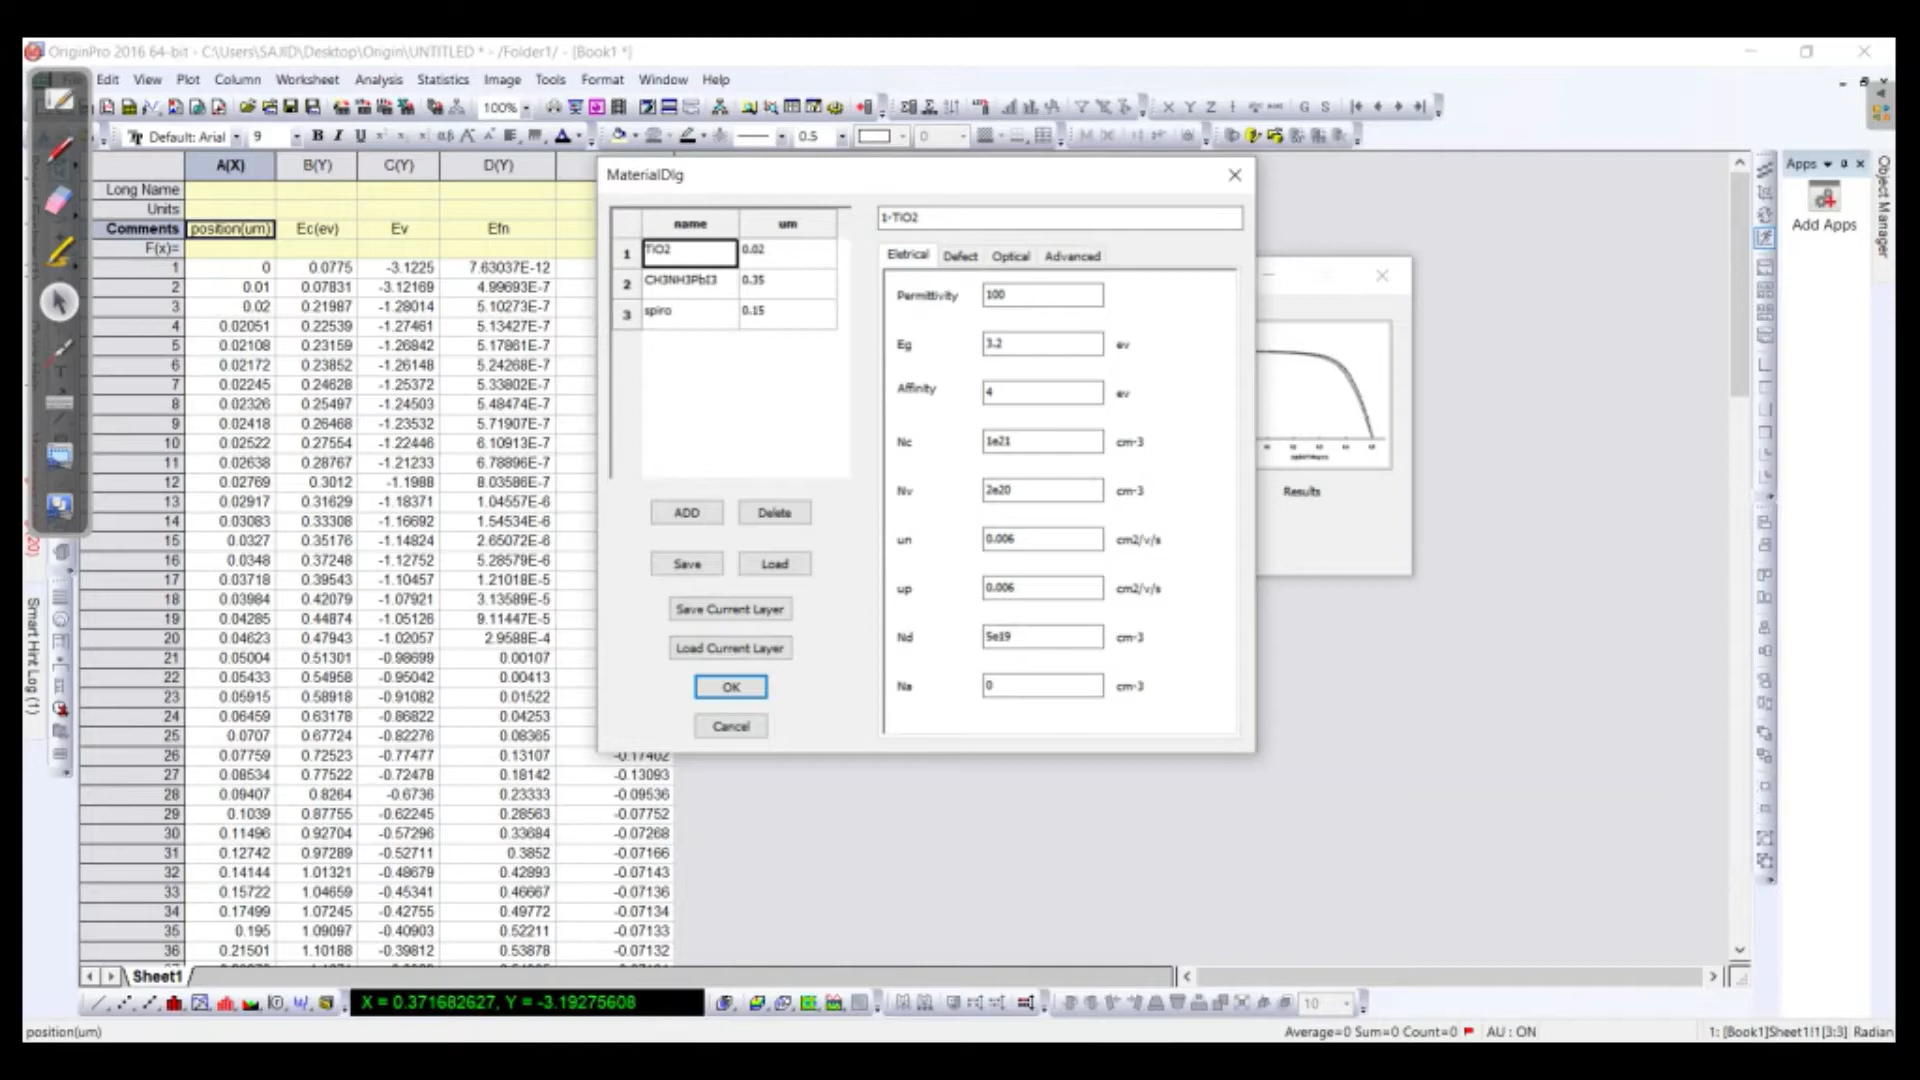 OriginPro 2016 64-bit - C:\Users\SAJID\Desktop\Origin\UNTITLED * - /Folder1/ - [Book1 *]
Edit View Plot Column Worksheet Analysis Statistics Image Tools Format Window Help
100%
Default: Arial 9 B I U 0.5 0
X Y Z G S
A(X) B(Y) C(Y) D(Y)
Long Name
Units
Comments position(um) Ec(ev) Ev Efn
F(x)=
1 0 0.0775 -3.1225 7.63037E-12
2 0.01 0.07831 -3.12169 4.99693E-7
3 0.02 0.21987 -1.28014 5.10273E-7
4 0.02051 0.22539 -1.27461 5.13427E-7
5 0.02108 0.23159 -1.26842 5.17861E-7
6 0.02172 0.23852 -1.26148 5.24268E-7
7 0.02245 0.24628 -1.25372 5.33802E-7
8 0.02326 0.25497 -1.24503 5.48474E-7
9 0.02418 0.26468 -1.23532 5.71907E-7
10 0.02522 0.27554 -1.22446 6.10913E-7
11 0.02638 0.28767 -1.21233 6.78896E-7
12 0.02769 0.3012 -1.1988 8.03586E-7
13 0.02917 0.31629 -1.18371 1.04557E-6
14 0.03083 0.33308 -1.16692 1.54534E-6
15 0.0327 0.35176 -1.14824 2.65072E-6
16 0.0348 0.37248 -1.12752 5.28579E-6
17 0.03718 0.39543 -1.10457 1.21018E-5
18 0.03984 0.42079 -1.07921 3.13589E-5
19 0.04285 0.44874 -1.05126 9.11447E-5
20 0.04623 0.47943 -1.02057 2.9588E-4
21 0.05004 0.51301 -0.98699 0.00107
22 0.05433 0.54958 -0.95042 0.00413
23 0.05915 0.58918 -0.91082 0.01522
24 0.06459 0.63178 -0.86822 0.04253
25 0.0707 0.67724 -0.82276 0.08365
26 0.07759 0.72523 -0.77477 0.13107 -0.17402
27 0.08534 0.77522 -0.72478 0.18142 -0.13093
28 0.09407 0.8264 -0.6736 0.23333 -0.09536
29 0.1039 0.87755 -0.62245 0.28563 -0.07752
30 0.11496 0.92704 -0.57296 0.33684 -0.07268
31 0.12742 0.97289 -0.52711 0.3852 -0.07166
32 0.14144 1.01321 -0.48679 0.42893 -0.07143
33 0.15722 1.04659 -0.45341 0.46667 -0.07136
34 0.17499 1.07245 -0.42755 0.49772 -0.07134
35 0.195 1.09097 -0.40903 0.52211 -0.07133
36 0.21501 1.10188 -0.39812 0.53878 -0.07132
Sheet1
MaterialDlg
name um
1 TiO2 0.02
2 CH3NH3PbI3 0.35
3 spiro 0.15
ADD Delete
Save Load
Save Current Layer
Load Current Layer
OK
Cancel
1-TiO2
Eletrical Defect Optical Advanced
Permittivity 100
Eg 3.2 ev
Affinity 4 ev
Nc 1e21 cm-3
Nv 2e20 cm-3
un 0.006 cm2/v/s
up 0.006 cm2/v/s
Nd 5e19 cm-3
Na 0 cm-3
Results
Apps
Add Apps
Object Manager
Smart Hint Log (1)
(20)
X = 0.371682627, Y = -3.19275608
10
position(um)
Average=0 Sum=0 Count=0 AU : ON 1: [Book1]Sheet1!1[3:3] Radian